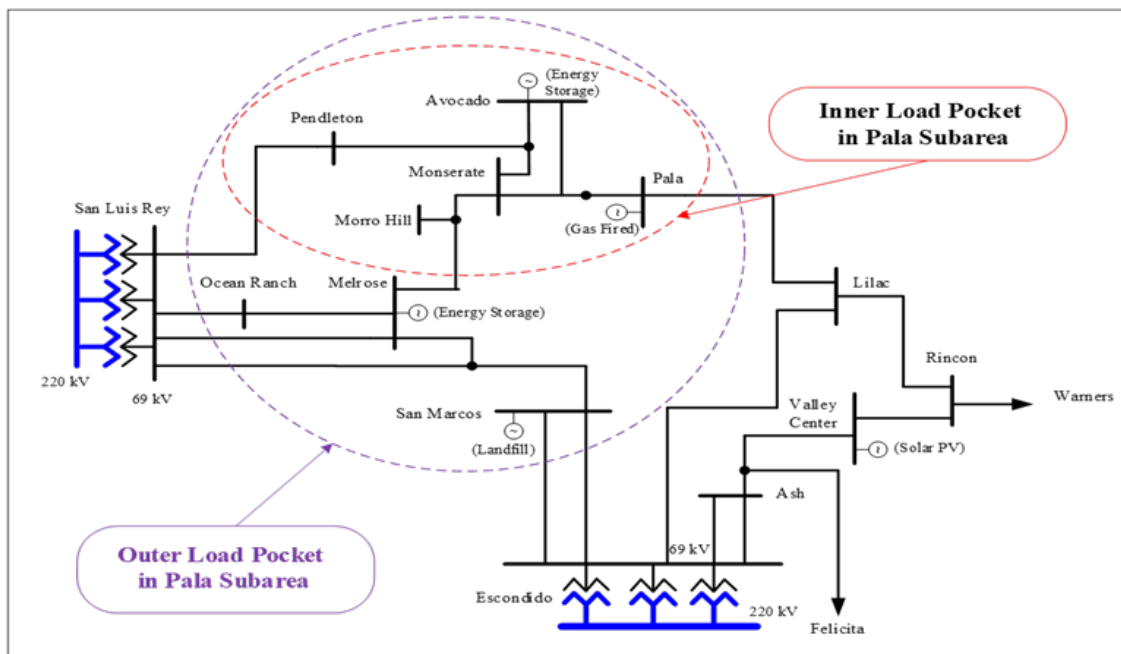 (Energy
Storage)
Avocado
Pendleton
Inner Load Pocket
in Pala Subarea
Monserate
Pala
San Luis Rey
Morro Hill
(Gas Fired)
Ocean Ranch
Melrose
Lilac
(Energy Storage)
Rincon
220 kV
69 kV
Warners
Valley
Center
San Marcos
(Solar PV)
(Landfill)
Ash
Outer Load Pocket
in Pala Subarea
69 kV
Escondido
220 kV
Felicita